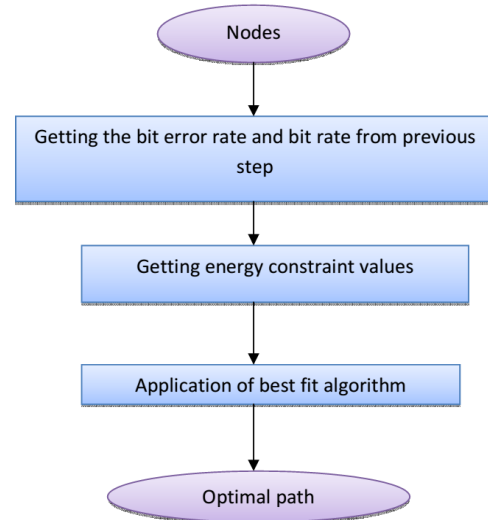 Nodes
Getting the bit error rate and bit rate from previous
step
Getting energy constraint values
Application of best fit algorithm
Optimal path